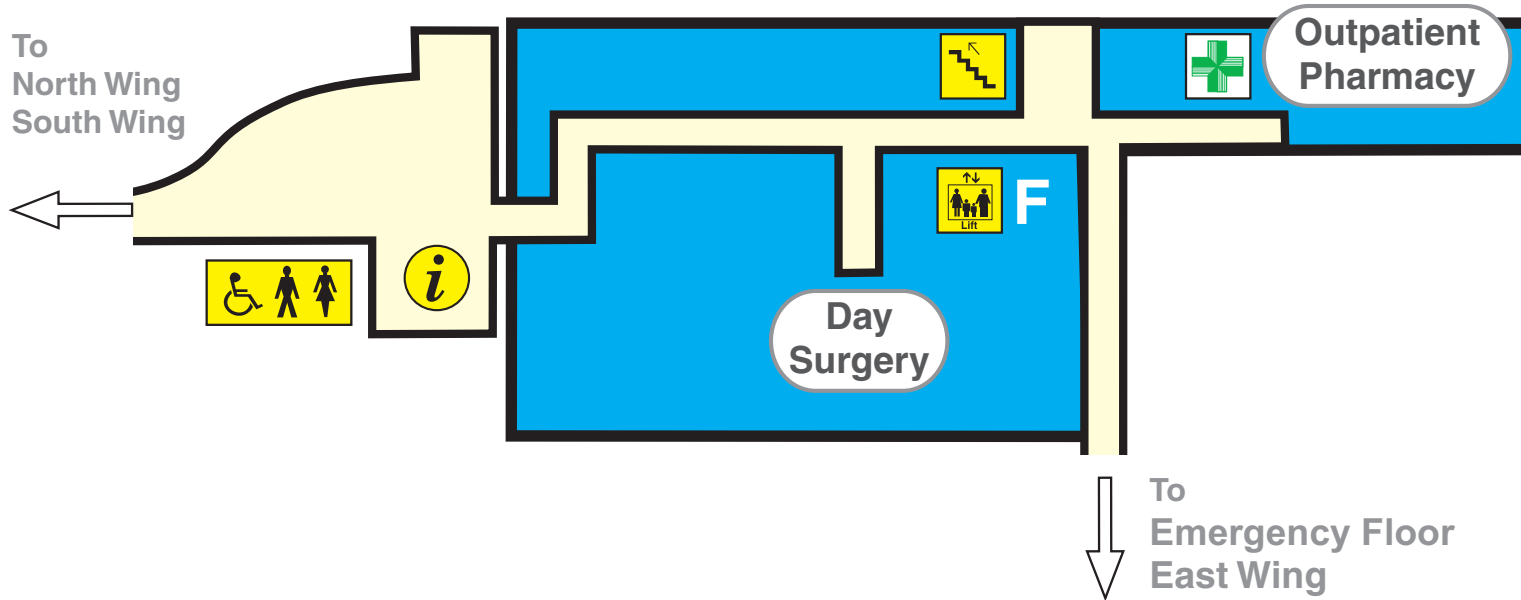 To
North Wing
South Wing
Outpatient
Pharmacy
Lift
F
i
Day
Surgery
To
Emergency Floor
East Wing